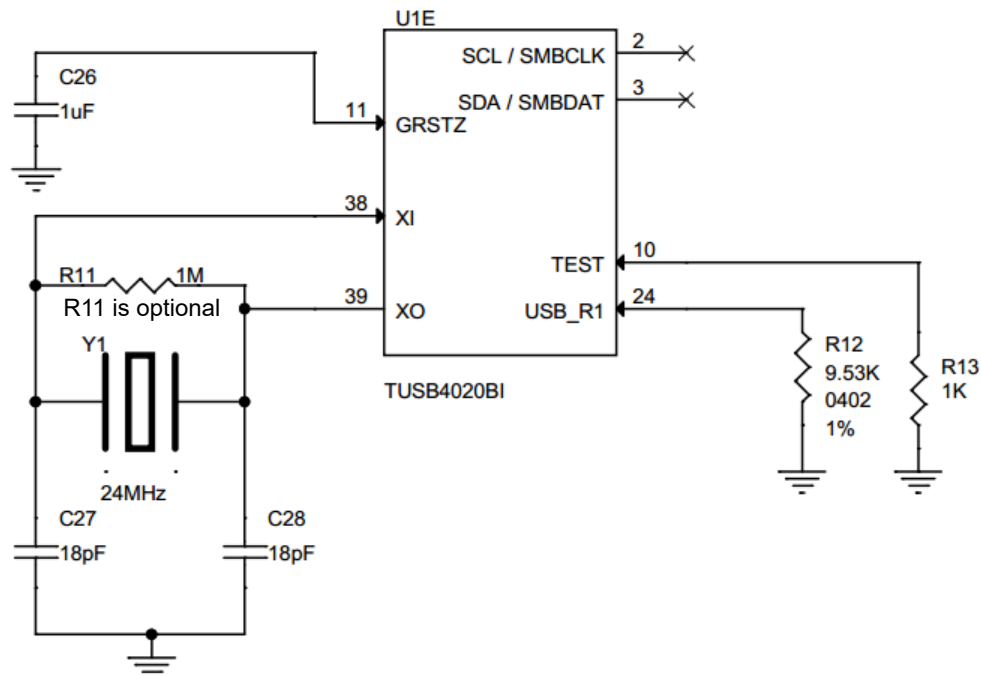 U1E
SCL / SMBCLK
2
SDA / SMBDAT
3
C26
1uF
11
GRSTZ
38
XI
R11
1M
R11 is optional
39
XO
TEST
10
USB_R1
24
Y1
24MHz
TUSB4020BI
R12
9.53K
0402
1%
R13
1K
C27
18pF
C28
18pF